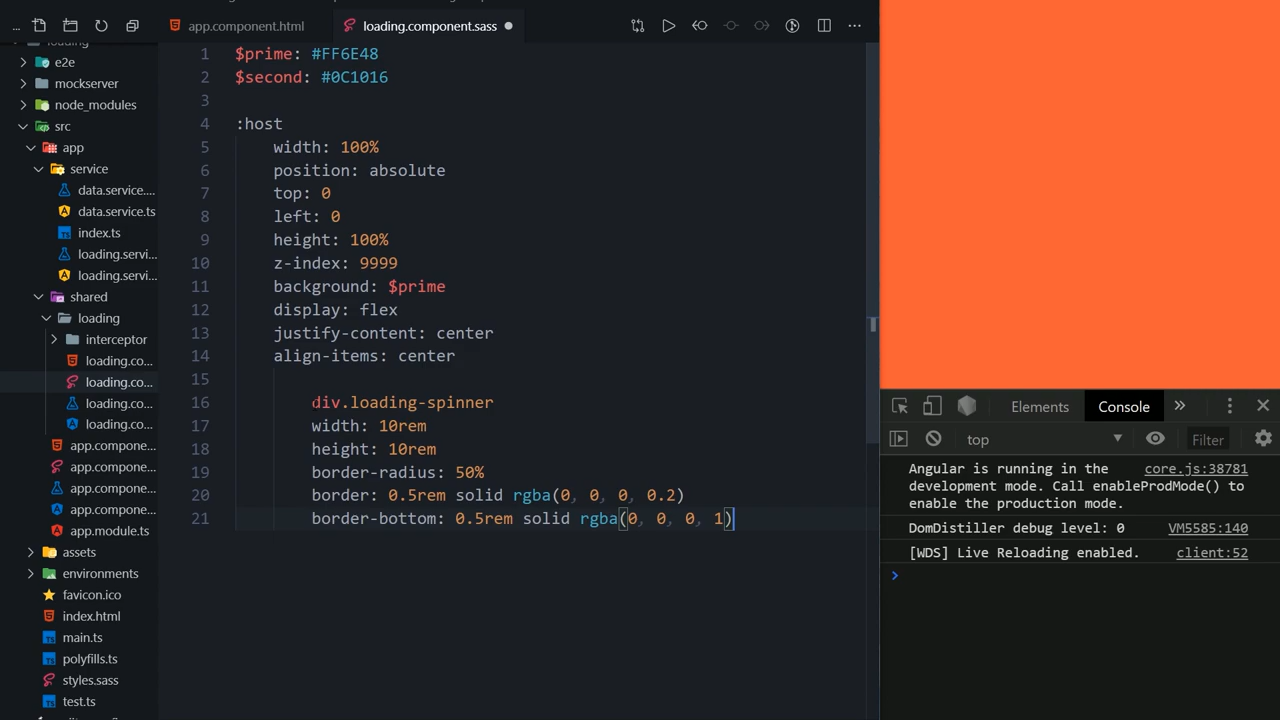 ... app.component.html loading.component.sass ...
loading
e2e
mockserver
node_modules
src
app
service
data.service....
data.service.ts
index.ts
loading.servi...
loading.servi...
shared
loading
interceptor
loading.co...
loading.co...
loading.co...
loading.co...
app.compone...
app.compone...
app.compone...
app.compone...
app.module.ts
assets
environments
favicon.ico
index.html
main.ts
polyfills.ts
styles.sass
test.ts
1 $prime: #FF6E48
2 $second: #0C1016
3
4 :host
5 width: 100%
6 position: absolute
7 top: 0
8 left: 0
9 height: 100%
10 z-index: 9999
11 background: $prime
12 display: flex
13 justify-content: center
14 align-items: center
15
16 div.loading-spinner
17 width: 10rem
18 height: 10rem
19 border-radius: 50%
20 border: 0.5rem solid rgba(0, 0, 0, 0.2)
21 border-bottom: 0.5rem solid rgba(0, 0, 0, 1)
Elements Console »
top Filter
Angular is running in the core.js:38781
development mode. Call enableProdMode() to
enable the production mode.
DomDistiller debug level: 0 VM5585:140
[WDS] Live Reloading enabled. client:52